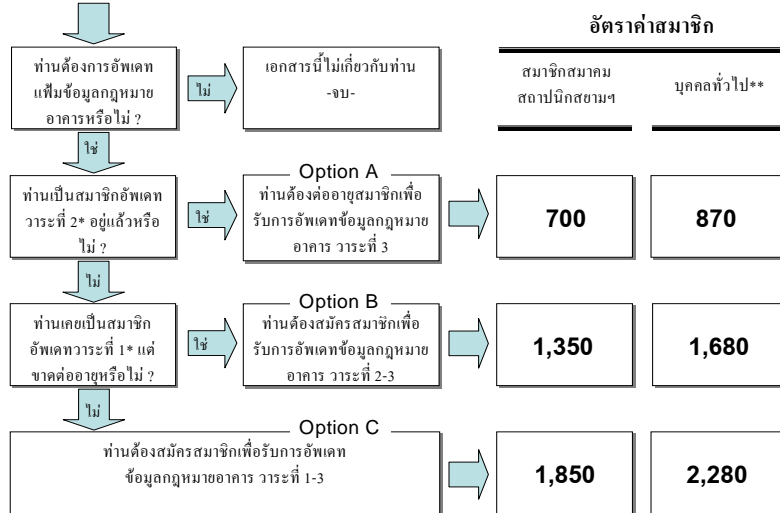 อัตราค่าสมาชิก
ท่านต้องการอัพเดท
แฟ้มข้อมูลกฎหมาย
อาคารหรือไม่ ?
ไม่
เอกสารนี้ไม่เกี่ยวกับท่าน
-จบ-
สมาชิกสมาคม
สถาปนิกสยามฯ
บุคคลทั่วไป**
ใช่
ท่านเป็นสมาชิกอัพเดท
วาระที่ 2* อยู่แล้วหรือ
ไม่ ?
ใช่
Option A
ท่านต้องต่ออายุสมาชิกเพื่อ
รับการอัพเดทข้อมูลกฎหมาย
อาคาร วาระที่ 3
700
870
ไม่
ท่านเคยเป็นสมาชิก
อัพเดทวาระที่ 1* แต่
ขาดต่ออายุหรือไม่ ?
ใช่
Option B
ท่านต้องสมัครสมาชิกเพื่อ
รับการอัพเดทข้อมูลกฎหมาย
อาคาร วาระที่ 2-3
1,350
1,680
ไม่
Option C
ท่านต้องสมัครสมาชิกเพื่อรับการอัพเดท
ข้อมูลกฎหมายอาคาร วาระที่ 1-3
1,850
2,280